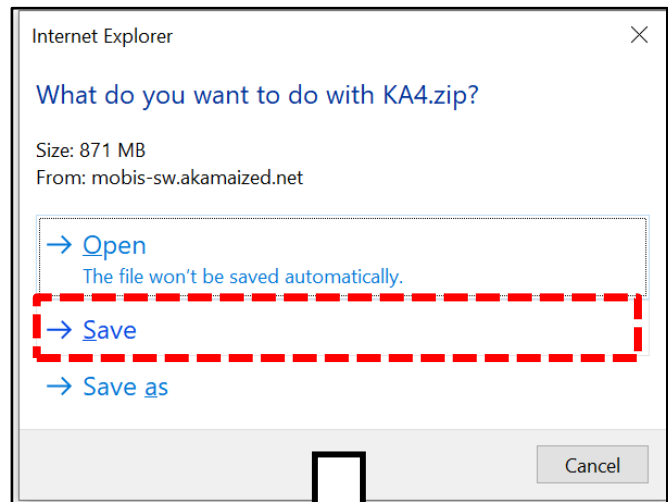 Internet Explorer
What do you want to do with KA4.zip?
Size: 871 MB
From: mobis-sw.akamaized.net
→ Open
The file won't be saved automatically.
→ Save
→ Save as
Cancel